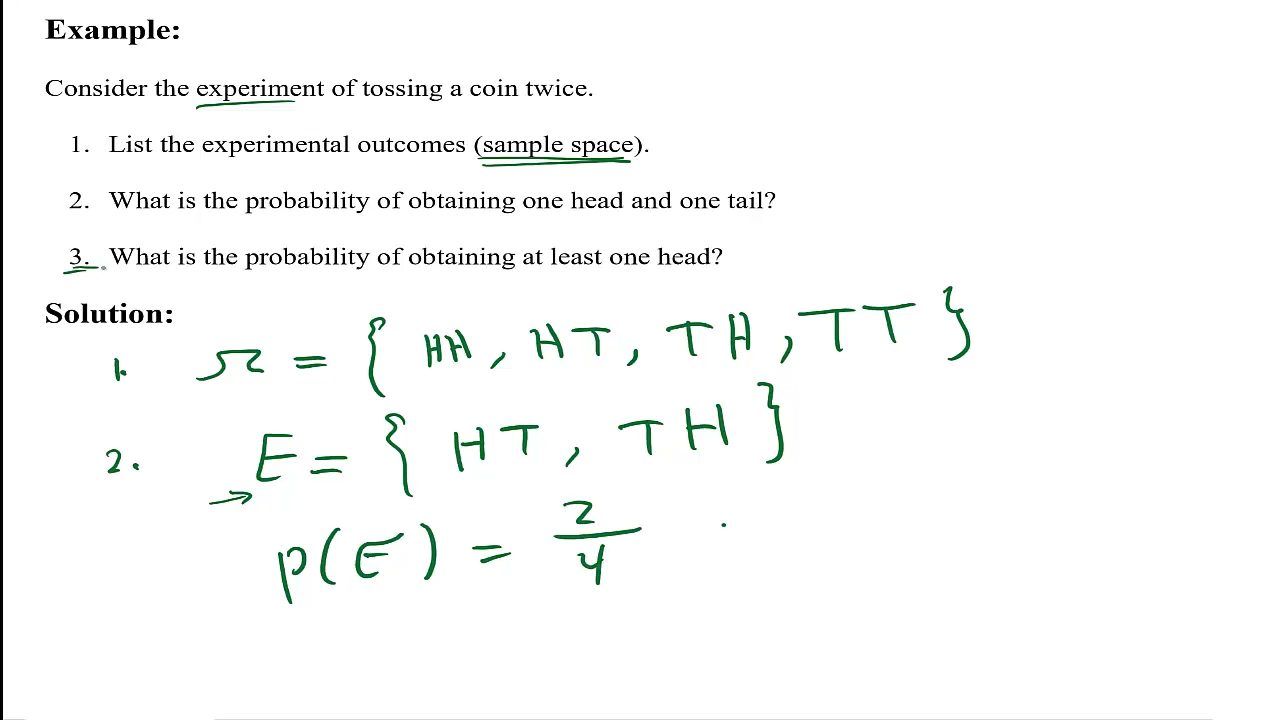 Example:
Consider the experiment of tossing a coin twice.
1. List the experimental outcomes (sample space).
2. What is the probability of obtaining one head and one tail?
3. What is the probability of obtaining at least one head?
Solution:
1. Ω = { HH, HT, TH, TT }
2. E = { HT, TH }
→
P(E) = 2/4